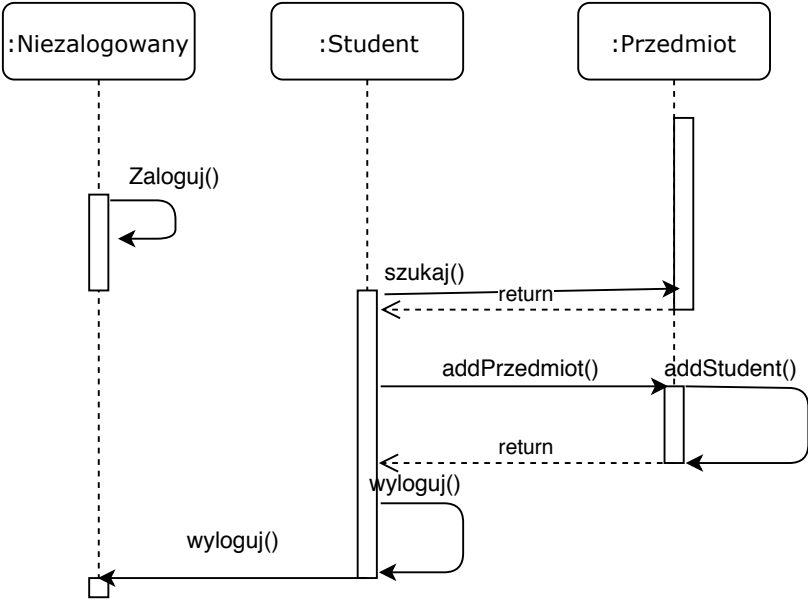 :Niezalogowany
:Student
:Przedmiot
Zaloguj()
szukaj()
return
addPrzedmiot()
addStudent()
return
wyloguj()
wyloguj()